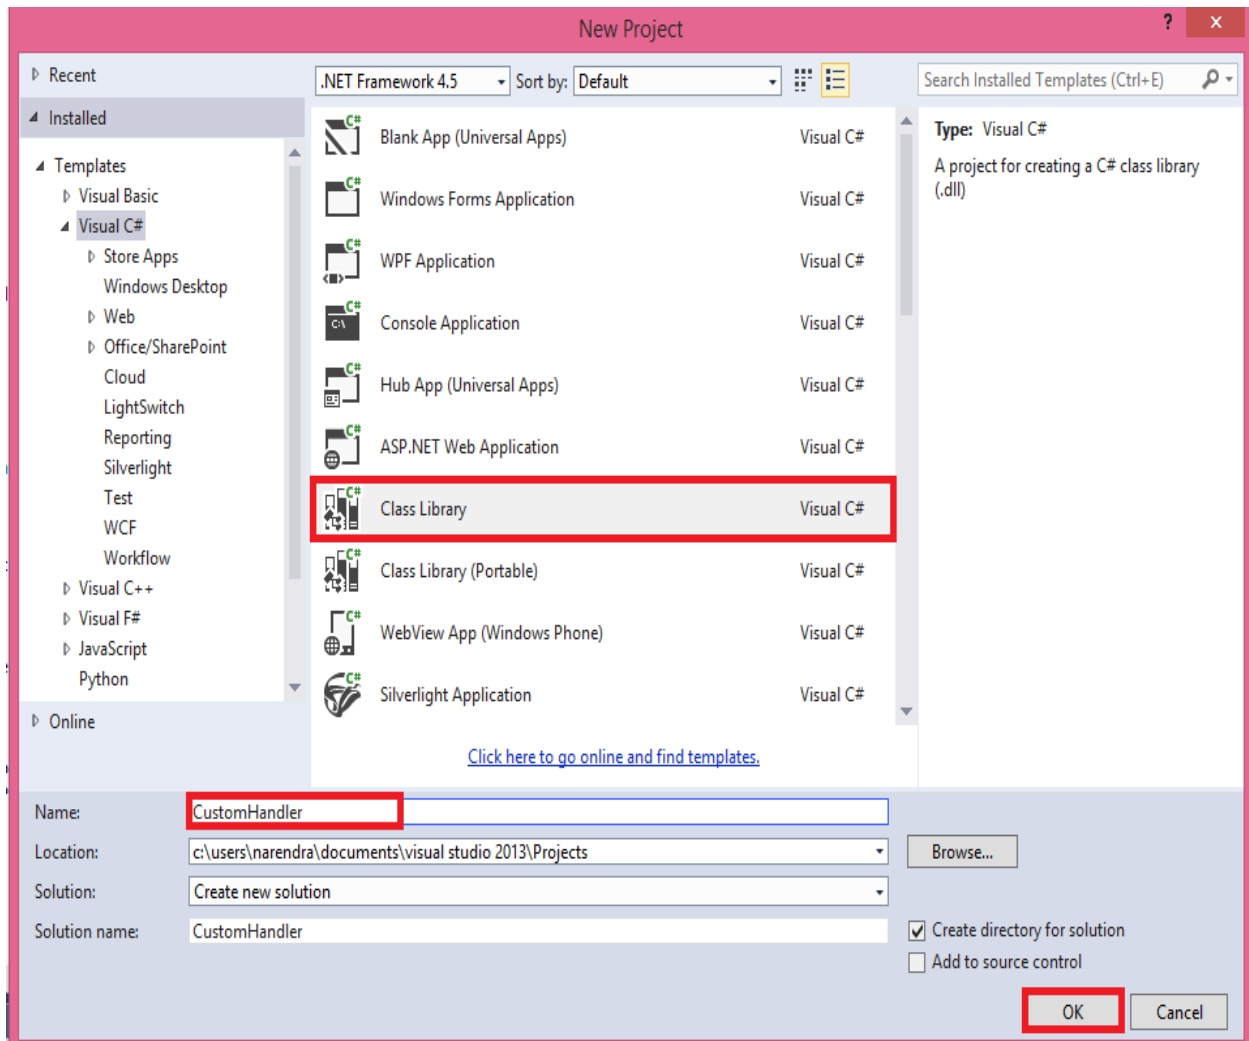 New Project
?
x
Recent
Installed
Templates
Visual Basic
Visual C#
Store Apps
Windows Desktop
Web
Office/SharePoint
Cloud
LightSwitch
Reporting
Silverlight
Test
WCF
Workflow
Visual C++
Visual F#
JavaScript
Python
Online
.NET Framework 4.5
Sort by: Default
C# Blank App (Universal Apps) Visual C#
C# Windows Forms Application Visual C#
C# WPF Application Visual C#
C# C:\ Console Application Visual C#
C# Hub App (Universal Apps) Visual C#
C# ASP.NET Web Application Visual C#
C# Class Library Visual C#
C# Class Library (Portable) Visual C#
C# WebView App (Windows Phone) Visual C#
C# Silverlight Application Visual C#
Click here to go online and find templates.
Search Installed Templates (Ctrl+E)
Type: Visual C#
A project for creating a C# class library
(.dll)
Name: CustomHandler
Location: c:\users\narendra\documents\visual studio 2013\Projects
Browse...
Solution: Create new solution
Solution name: CustomHandler
Create directory for solution
Add to source control
OK
Cancel